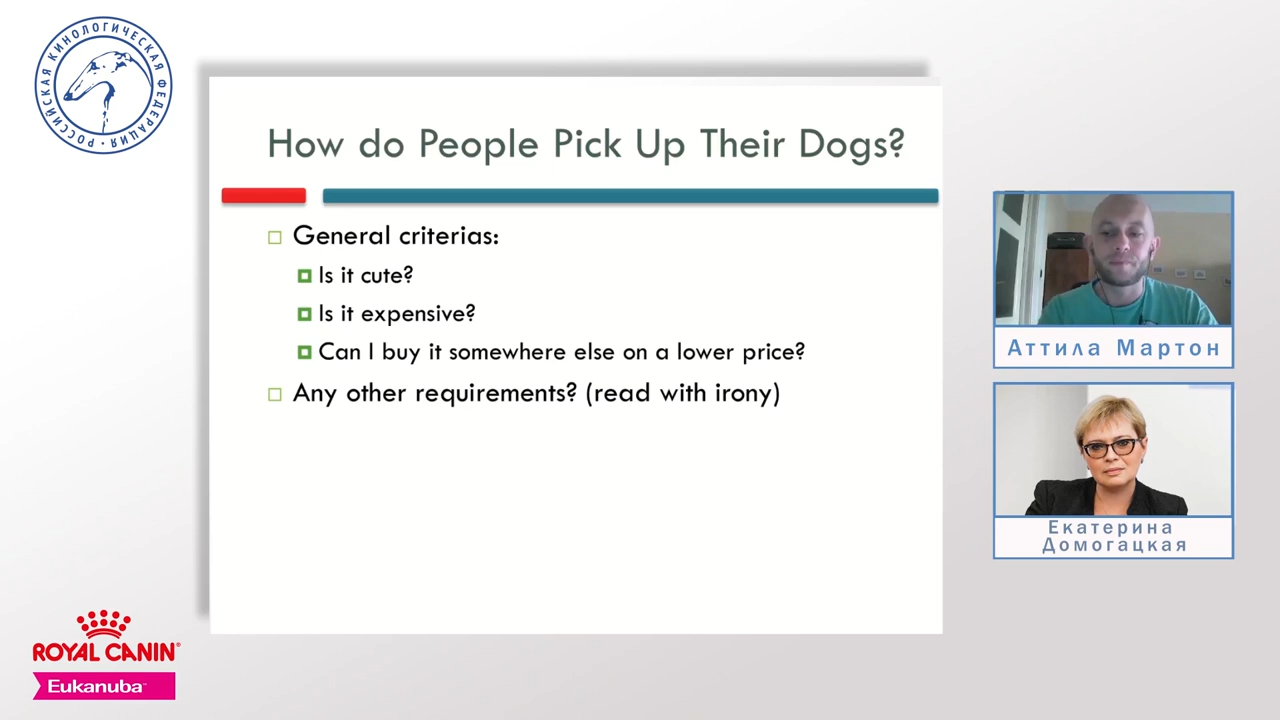 РОССИЙСКАЯ КИНОЛОГИЧЕСКАЯ ФЕДЕРАЦИЯ
How do People Pick Up Their Dogs?
General criterias:
Is it cute?
Is it expensive?
Can I buy it somewhere else on a lower price?
Any other requirements? (read with irony)
Аттила Мартон
Екатерина
Домогацкая
ROYAL CANIN
Eukanuba